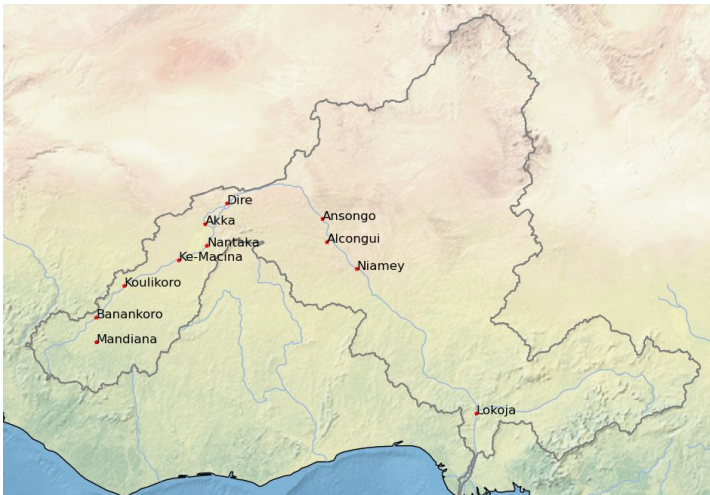 Dire
Ansongo
Akka
Alcongui
Nantaka
Ke-Macina
Niamey
Koulikoro
Banankoro
Mandiana
Lokoja